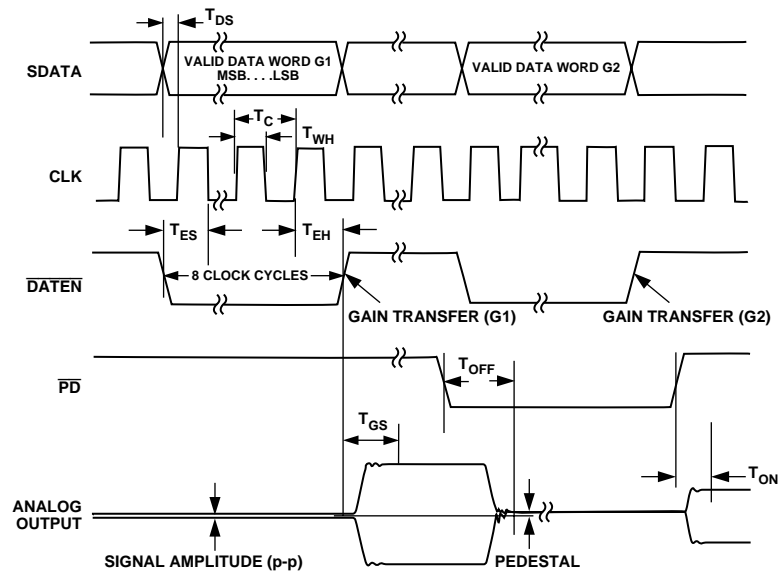 T_DS
SDATA
VALID DATA WORD G1
MSB. . . .LSB
VALID DATA WORD G2
T_C
T_WH
CLK
T_ES
T_EH
DATEN
8 CLOCK CYCLES
GAIN TRANSFER (G1)
GAIN TRANSFER (G2)
PD
T_OFF
T_GS
T_ON
ANALOG
OUTPUT
SIGNAL AMPLITUDE (p-p)
PEDESTAL